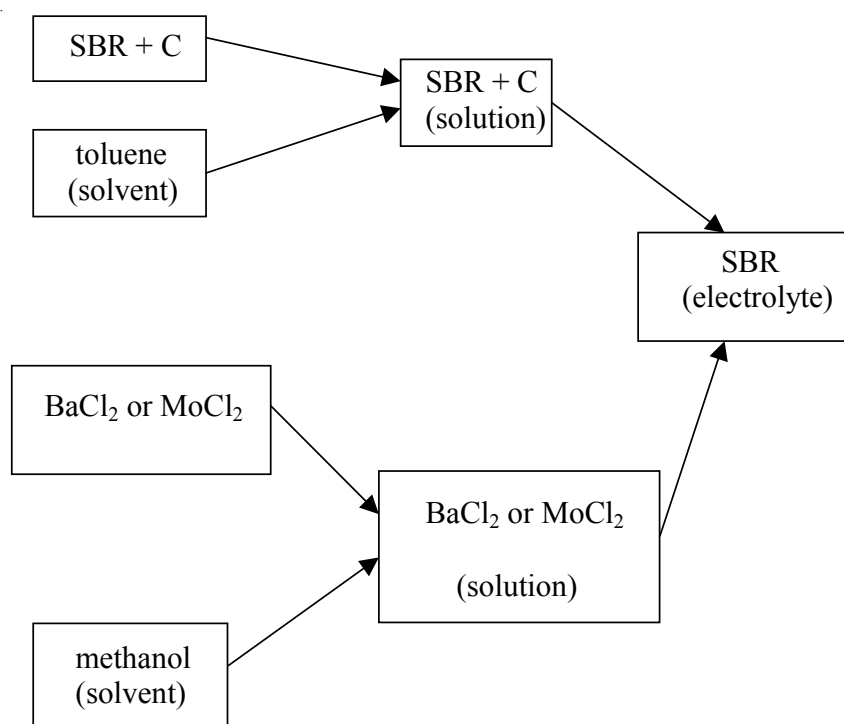 SBR + C
toluene
(solvent)
SBR + C
(solution)
SBR
(electrolyte)
BaCl₂ or MoCl₂
BaCl₂ or MoCl₂
(solution)
methanol
(solvent)